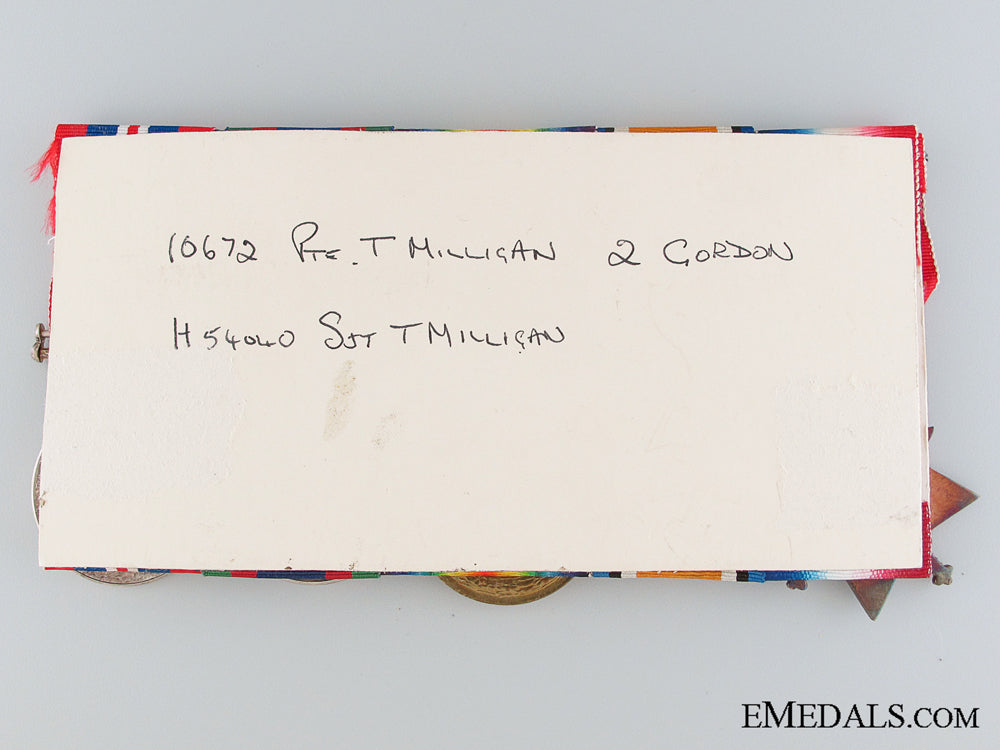 10672 Pte. T MILLIGAN 2 GORDON
H54040 SJT T MILLIGAN
EMEDALS.COM